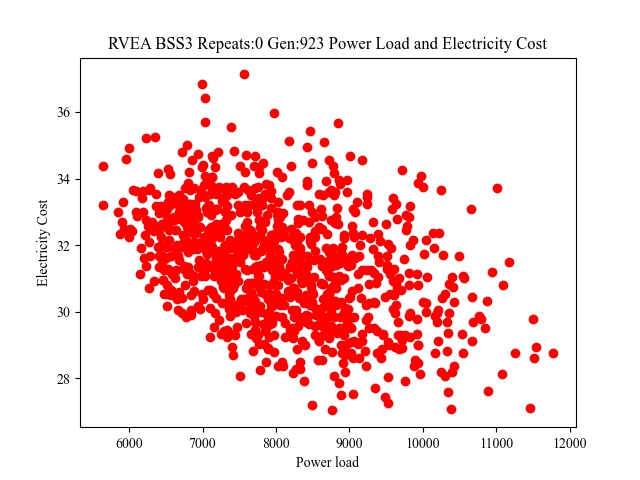 RVEA BSS3 Repeats:0 Gen:923 Power Load and Electricity Cost
36
34
32
30
28
Electricity Cost
6000 7000 8000 9000 10000 11000 12000
Power load